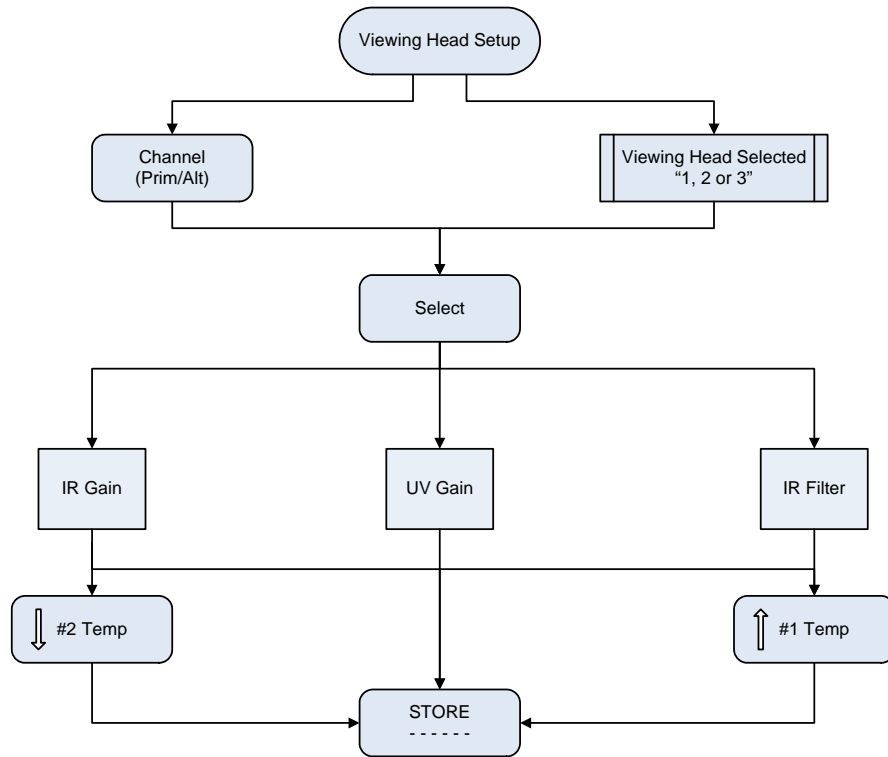 Viewing Head Setup
Channel
(Prim/Alt)
Viewing Head Selected
“1, 2 or 3”
Select
IR Gain
UV Gain
IR Filter
#2 Temp
#1 Temp
STORE
- - - - - -